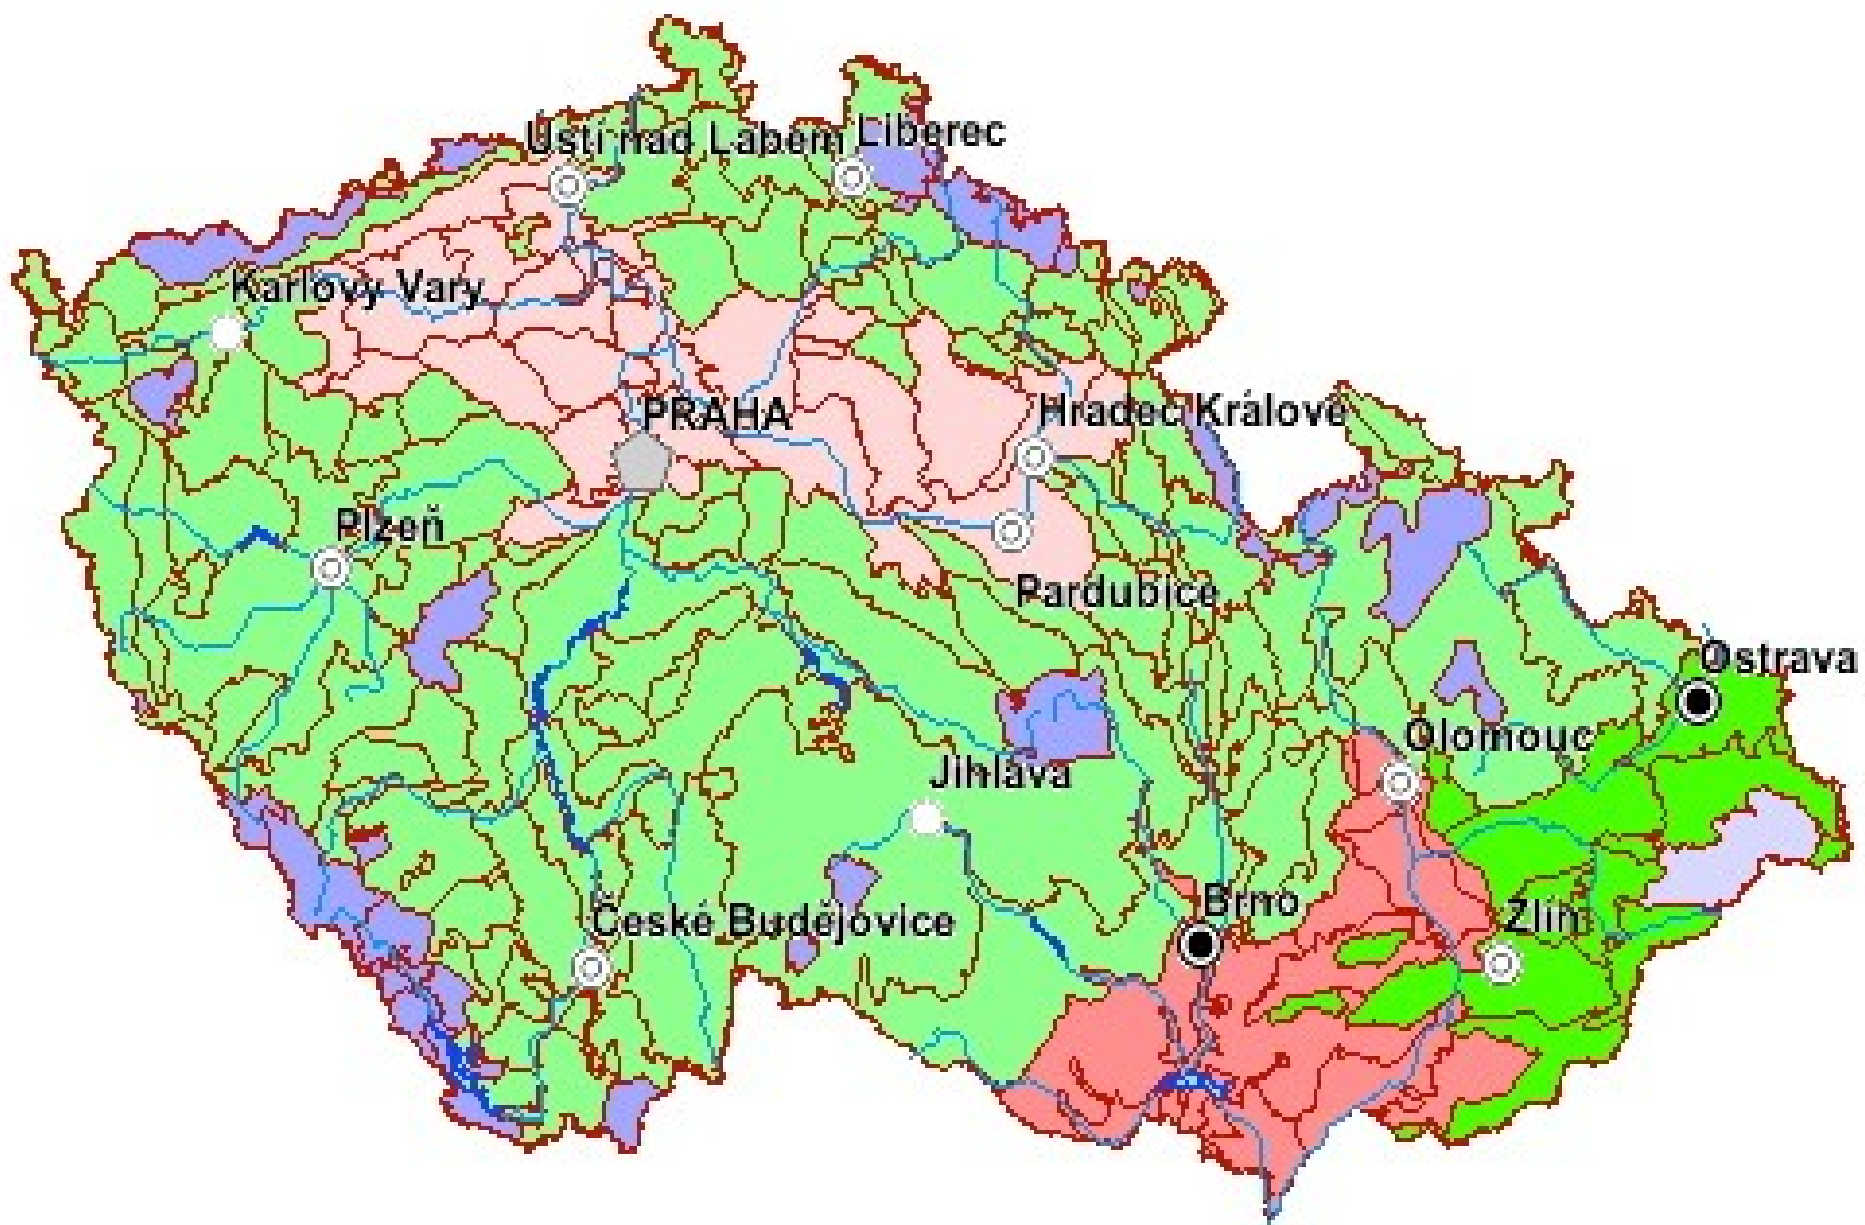 Ústí nad Labem
Liberec
Karlovy Vary
PRAHA
Hradec Králové
Plzeň
Pardubice
Ostrava
Olomouc
Jihlava
Brno
Zlín
České Budějovice